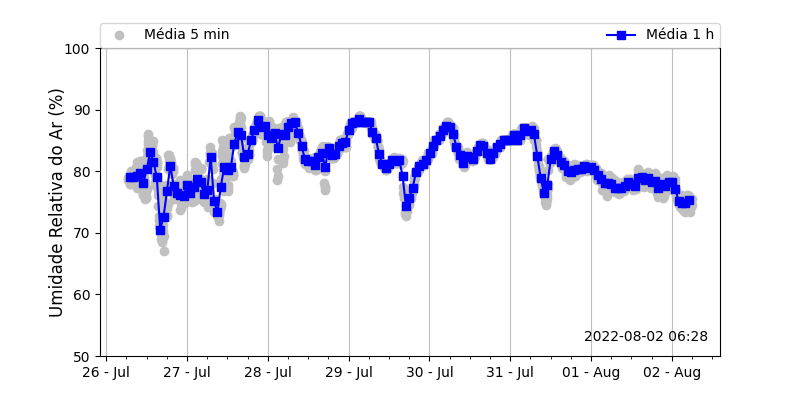 Média 5 min
Média 1 h
Umidade Relativa do Ar (%)
100
90
80
70
60
50
2022-08-02 06:28
26 - Jul
27 - Jul
28 - Jul
29 - Jul
30 - Jul
31 - Jul
01 - Aug
02 - Aug